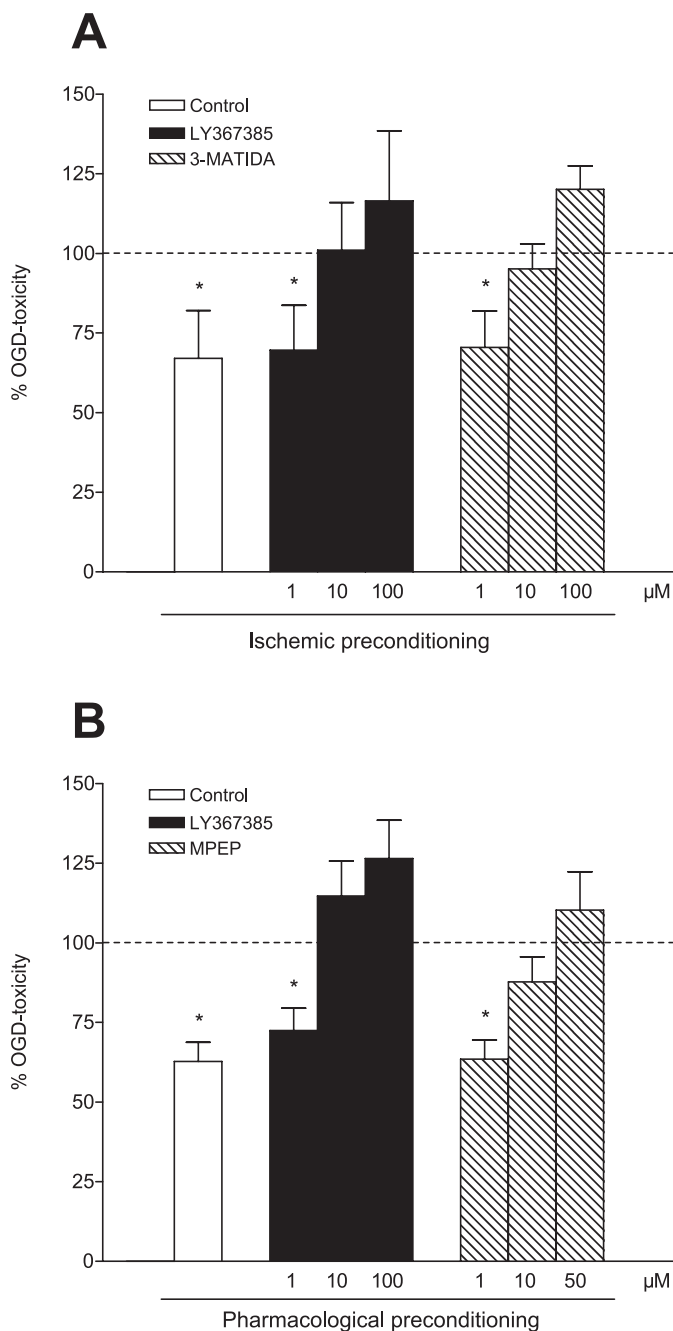 A
150
125
100
75
50
25
0
% OGD-toxicity
Control
LY367385
3-MATIDA
*
*
*
1 10 100 1 10 100 µM
Ischemic preconditioning
B
150
125
100
75
50
25
0
% OGD-toxicity
Control
LY367385
MPEP
*
*
*
1 10 100 1 10 50 µM
Pharmacological preconditioning